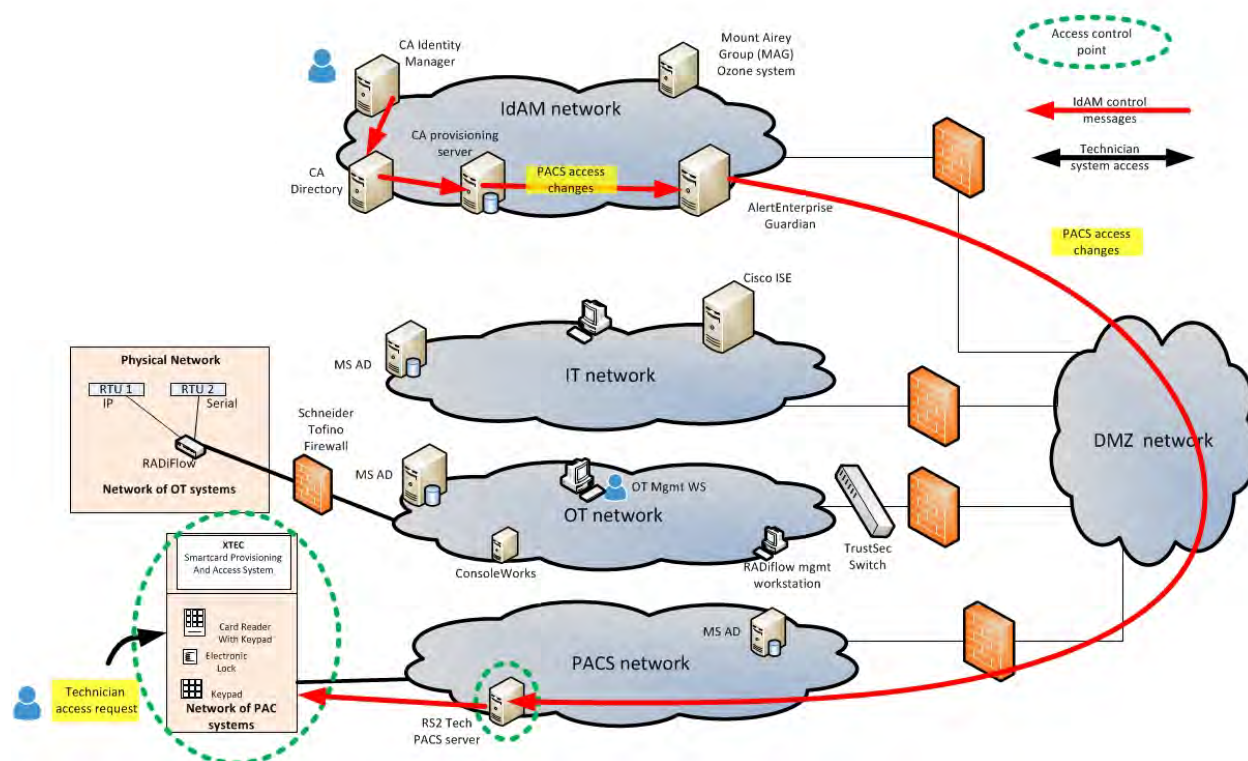 CA Identity
Manager
Mount Airey
Group (MAG)
Ozone system
Access control
point
IdAM network
IdAM control
messages
CA provisioning
server
Technician
system access
CA
Directory
PACS access
changes
AlertEnterprise
Guardian
PACS access
changes
Cisco ISE
MS AD
IT network
Physical Network
RTU 1
RTU 2
IP
Serial
RADiFlow
Network of OT systems
Schneider
Tofino
Firewall
DMZ network
MS AD
OT Mgmt WS
OT network
ConsoleWorks
RADiflow mgmt
workstation
TrustSec
Switch
XTEC
Smartcard Provisioning
And Access System
Card Reader
With Keypad
Electronic
Lock
Keypad
Network of PAC
systems
Technician
access request
MS AD
PACS network
RS2 Tech
PACS server